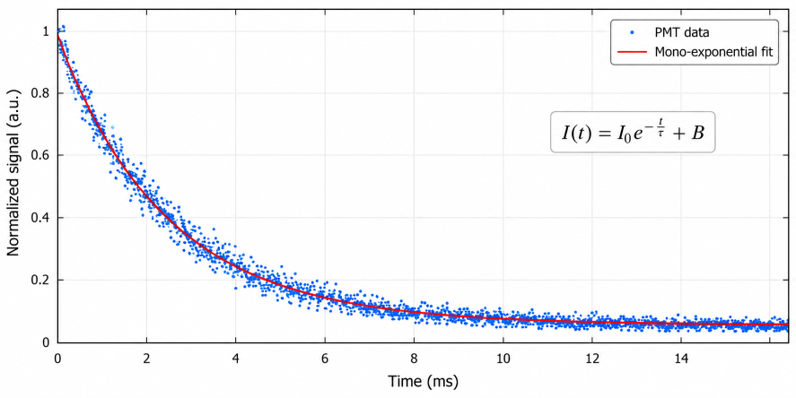 1
0.8
0.6
0.4
0.2
0
Normalized signal (a.u.)
PMT data
Mono-exponential fit
I(t) = I₀e^{-\frac{t}{τ}} + B
0 2 4 6 8 10 12 14
Time (ms)